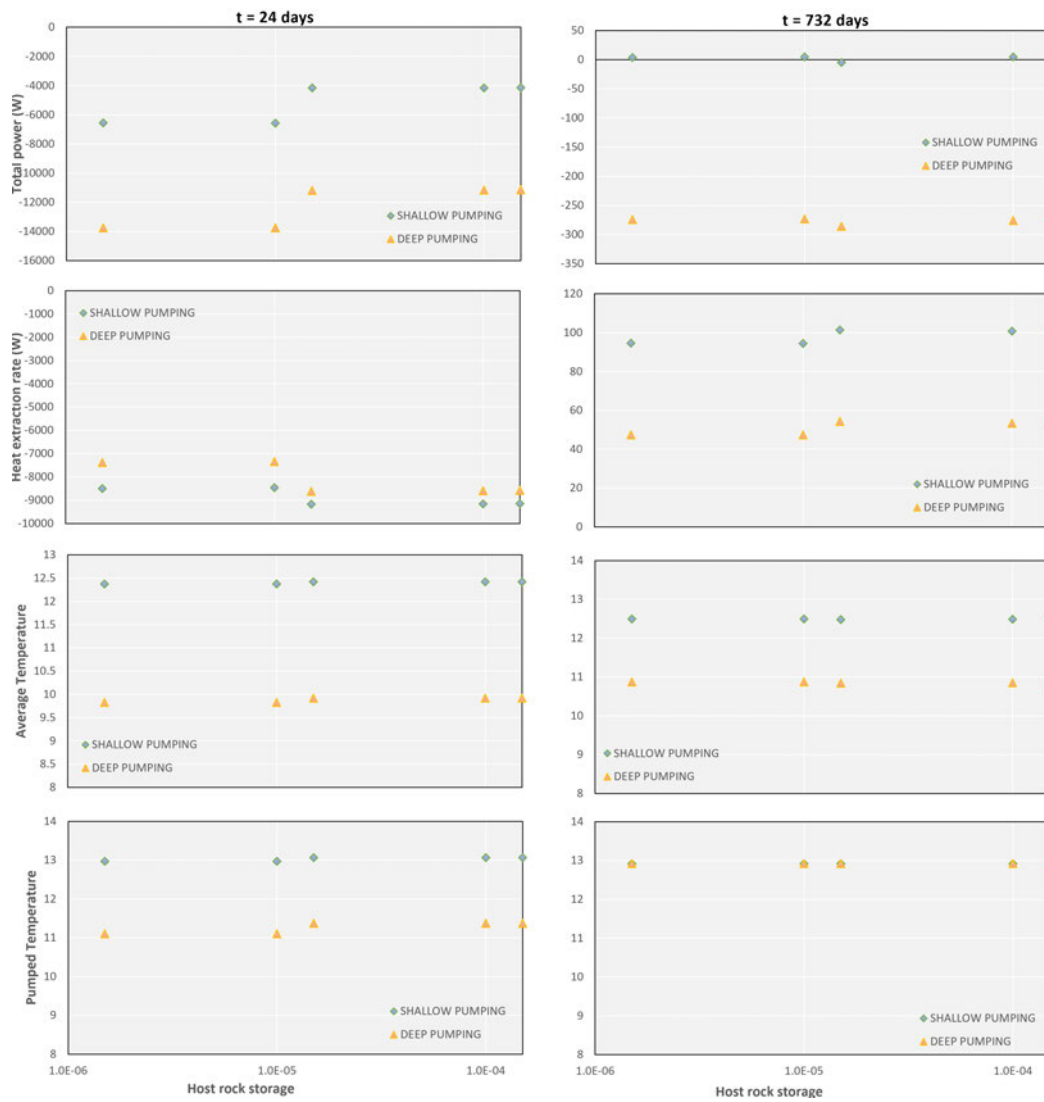 t = 24 days
0
-2000
-4000
-6000
-8000
-10000
-12000
-14000
-16000
Total power (W)
SHALLOW PUMPING
DEEP PUMPING
t = 732 days
50
0
-50
-100
-150
-200
-250
-300
-350
SHALLOW PUMPING
DEEP PUMPING
0
-1000
-2000
-3000
-4000
-5000
-6000
-7000
-8000
-9000
-10000
Heat extraction rate (W)
SHALLOW PUMPING
DEEP PUMPING
120
100
80
60
40
20
0
SHALLOW PUMPING
DEEP PUMPING
13
12.5
12
11.5
11
10.5
10
9.5
9
8.5
8
Average Temperature
SHALLOW PUMPING
DEEP PUMPING
14
13
12
11
10
9
8
SHALLOW PUMPING
DEEP PUMPING
14
13
12
11
10
9
8
Pumped Temperature
SHALLOW PUMPING
DEEP PUMPING
1.0E-06
1.0E-05
1.0E-04
Host rock storage
14
13
12
11
10
9
8
SHALLOW PUMPING
DEEP PUMPING
1.0E-06
1.0E-05
1.0E-04
Host rock storage